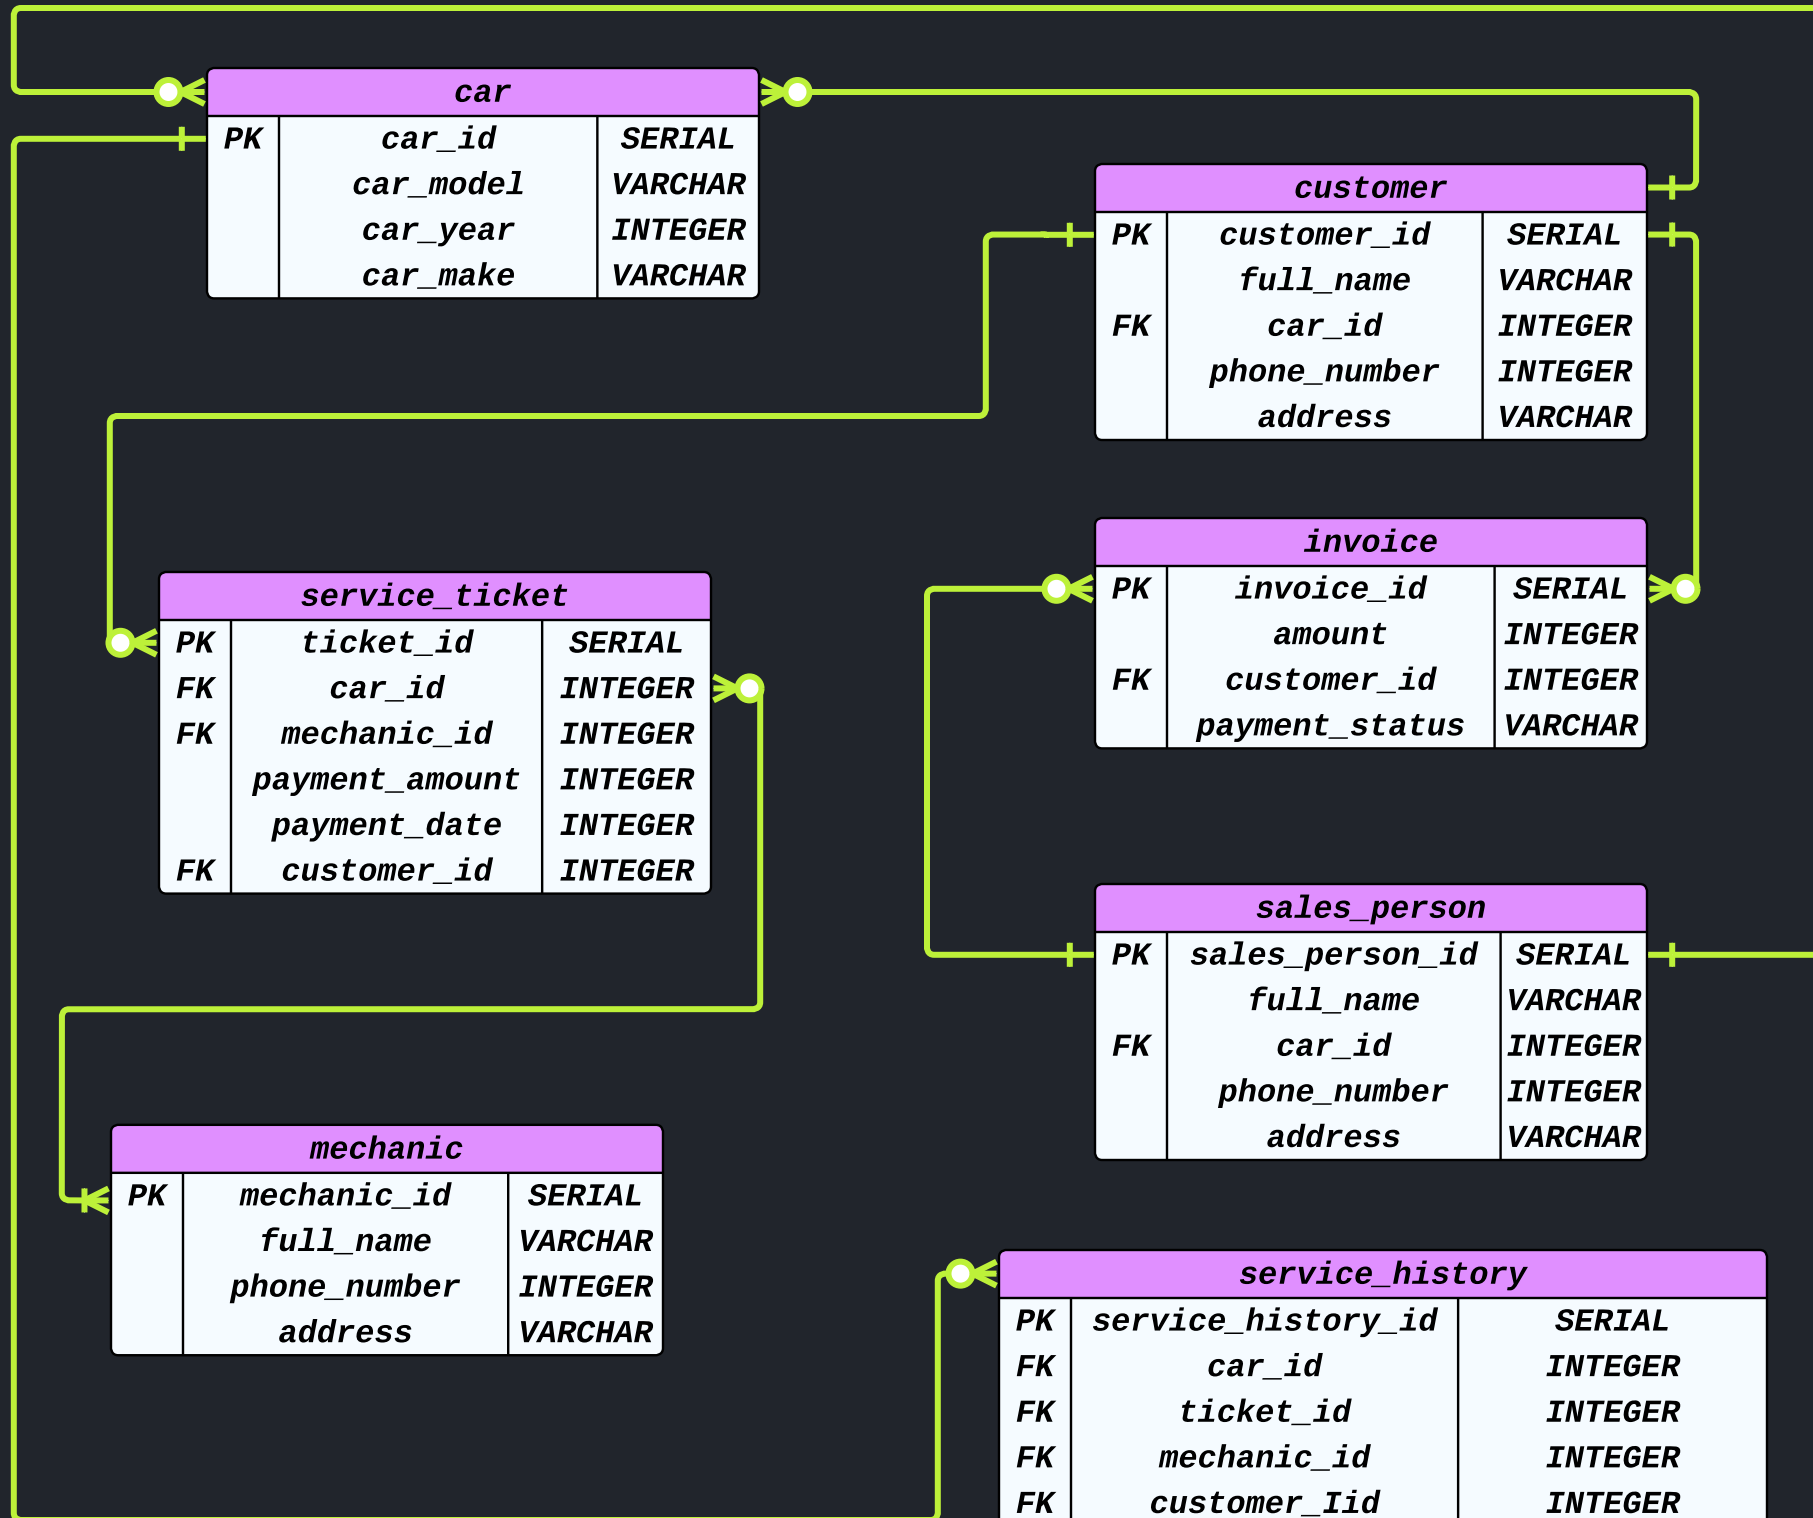 car
PK car_id SERIAL
car_model VARCHAR
car_year INTEGER
car_make VARCHAR
customer
PK customer_id SERIAL
full_name VARCHAR
FK car_id INTEGER
phone_number INTEGER
address VARCHAR
invoice
PK invoice_id SERIAL
amount INTEGER
FK customer_id INTEGER
payment_status VARCHAR
service_ticket
PK ticket_id SERIAL
FK car_id INTEGER
FK mechanic_id INTEGER
payment_amount INTEGER
payment_date INTEGER
FK customer_id INTEGER
sales_person
PK sales_person_id SERIAL
full_name VARCHAR
FK car_id INTEGER
phone_number INTEGER
address VARCHAR
mechanic
PK mechanic_id SERIAL
full_name VARCHAR
phone_number INTEGER
address VARCHAR
service_history
PK service_history_id SERIAL
FK car_id INTEGER
FK ticket_id INTEGER
FK mechanic_id INTEGER
FK customer_Iid INTEGER